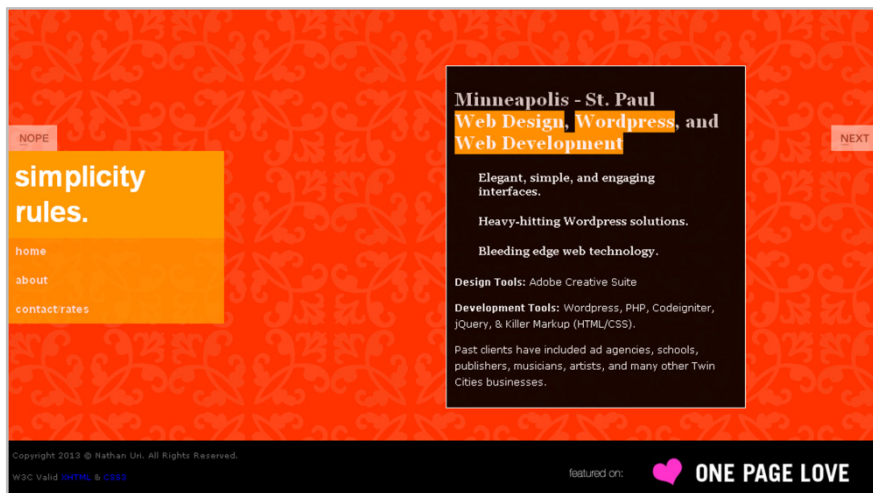 NOPE
NEXT
simplicity
rules.
home
about
contact/rates
Minneapolis - St. Paul
Web Design, Wordpress, and
Web Development
Elegant, simple, and engaging
interfaces.
Heavy-hitting Wordpress solutions.
Bleeding edge web technology.
Design Tools: Adobe Creative Suite
Development Tools: Wordpress, PHP, Codeigniter,
jQuery, & Killer Markup (HTML/CSS).
Past clients have included ad agencies, schools,
publishers, musicians, artists, and many other Twin
Cities businesses.
Copyright 2013 © Nathan Uri. All Rights Reserved.
W3C Valid XHTML & CSS3
featured on: ONE PAGE LOVE